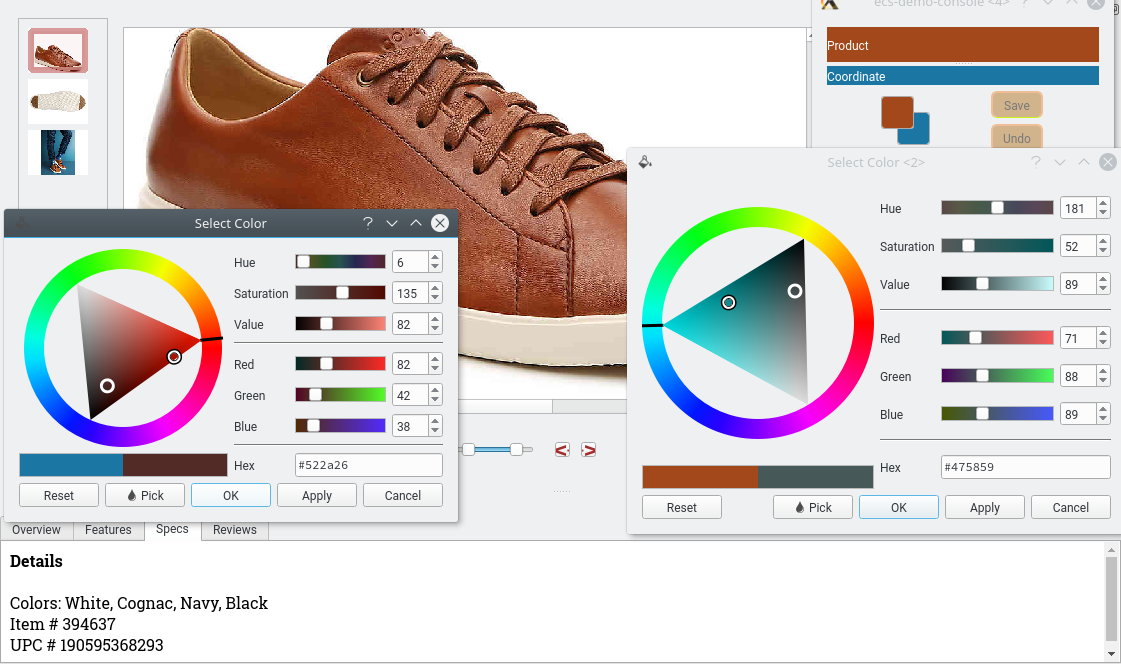 ecs-demo-console <4>
Product
Coordinate
Save
Undo
Select Color <2>
Hue 181
Saturation 52
Value 89
Red 71
Green 88
Blue 89
Hex #475859
Reset Pick OK Apply Cancel
Select Color
Hue 6
Saturation 135
Value 82
Red 82
Green 42
Blue 38
Hex #522a26
Reset Pick OK Apply Cancel
< >
Overview Features Specs Reviews
Details
Colors: White, Cognac, Navy, Black
Item # 394637
UPC # 190595368293